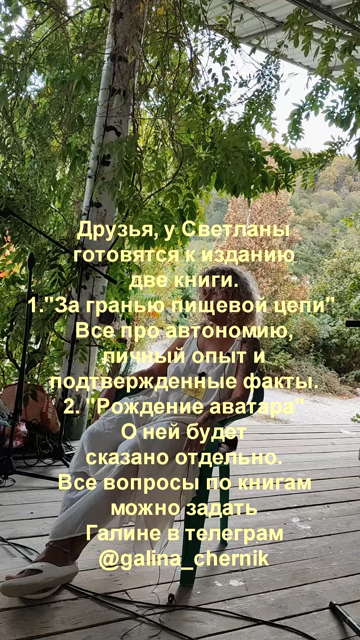 Друзья, у Светланы
готовятся к изданию
две книги.
1."За гранью пищевой цепи"
Все про автономию,
личный опыт и
подтвержденные факты.
2. "Рождение аватара"
О ней будет
сказано отдельно.
Все вопросы по книгам
можно задать
Галине в телеграм
@galina_chernik